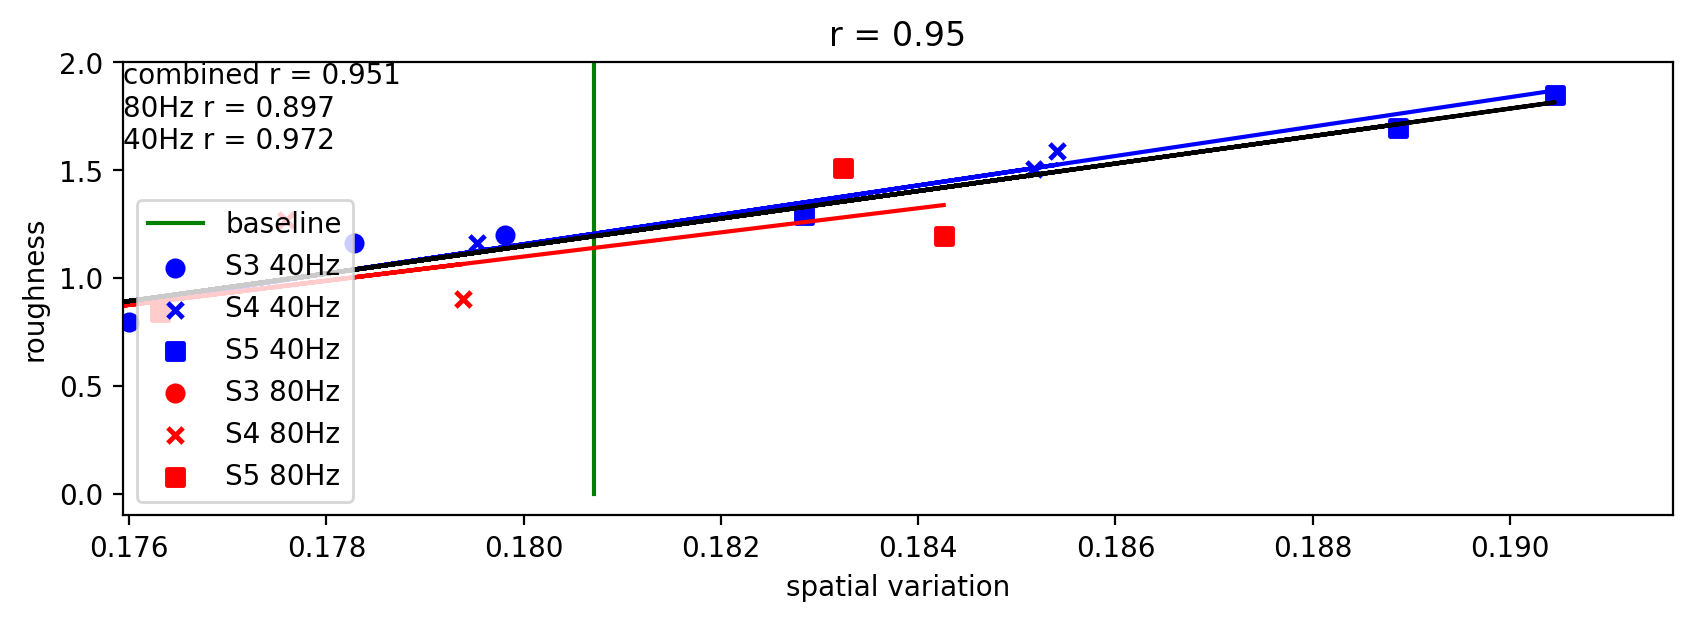 r = 0.95
combined r = 0.951
80Hz r = 0.897
40Hz r = 0.972
2.0
1.5
1.0
0.5
0.0
roughness
baseline
S3 40Hz
S4 40Hz
S5 40Hz
S3 80Hz
S4 80Hz
S5 80Hz
0.176 0.178 0.180 0.182 0.184 0.186 0.188 0.190
spatial variation